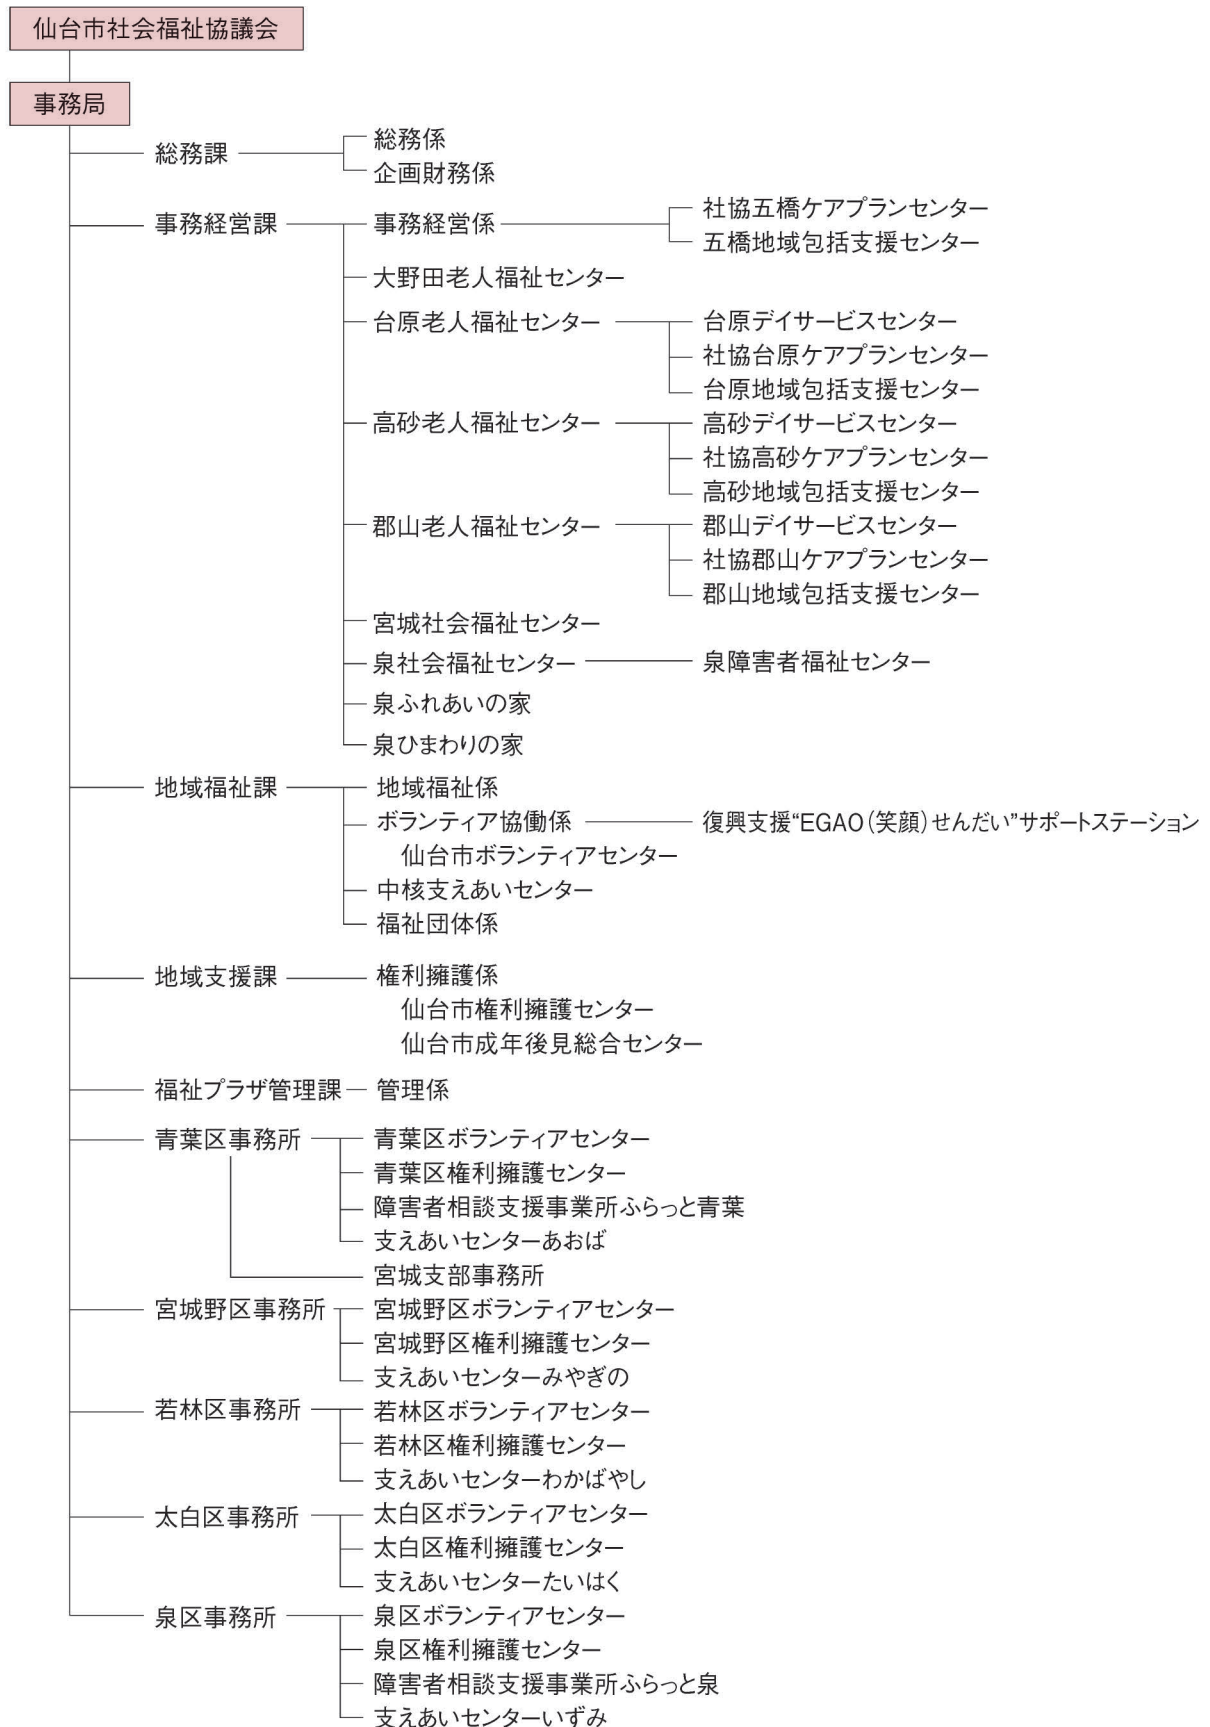 仙台市社会福祉協議会
事務局
総務課
総務係
企画財務係
事務経営課
事務経営係
社協五橋ケアプランセンター
五橋地域包括支援センター
大野田老人福祉センター
台原老人福祉センター
台原デイサービスセンター
社協台原ケアプランセンター
台原地域包括支援センター
高砂老人福祉センター
高砂デイサービスセンター
社協高砂ケアプランセンター
高砂地域包括支援センター
郡山老人福祉センター
郡山デイサービスセンター
社協郡山ケアプランセンター
郡山地域包括支援センター
宮城社会福祉センター
泉社会福祉センター
泉障害者福祉センター
泉ふれあいの家
泉ひまわりの家
地域福祉課
地域福祉係
ボランティア協働係
復興支援“EGAO（笑顔）せんだい”サポートステーション
仙台市ボランティアセンター
中核支えあいセンター
福祉団体係
地域支援課
権利擁護係
仙台市権利擁護センター
仙台市成年後見総合センター
福祉プラザ管理課
管理係
青葉区事務所
青葉区ボランティアセンター
青葉区権利擁護センター
障害者相談支援事業所ふらっと青葉
支えあいセンターあおば
宮城支部事務所
宮城野区事務所
宮城野区ボランティアセンター
宮城野区権利擁護センター
支えあいセンターみやぎの
若林区事務所
若林区ボランティアセンター
若林区権利擁護センター
支えあいセンターわかばやし
太白区事務所
太白区ボランティアセンター
太白区権利擁護センター
支えあいセンターたいはく
泉区事務所
泉区ボランティアセンター
泉区権利擁護センター
障害者相談支援事業所ふらっと泉
支えあいセンターいずみ